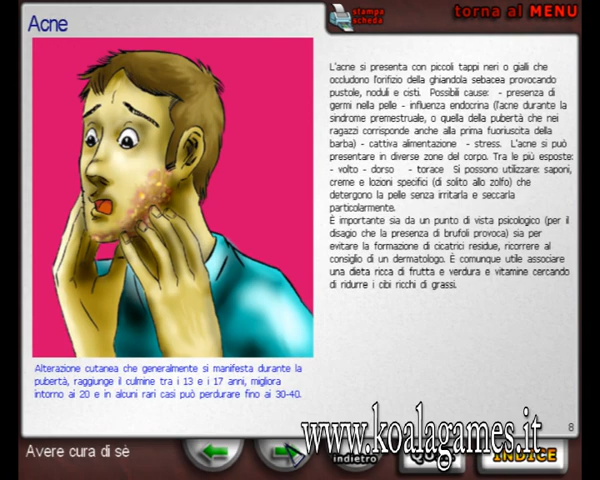 Acne
stampa
scheda
torna al MENU
L'acne si presenta con piccoli tappi neri o gialli che
occludono l'orifizio della ghiandola sebacea provocando
pustole, noduli e cisti. Possibili cause: - presenza di
germi nella pelle - influenza endocrina (l'acne durante la
sindrome premestruale, o quella della pubertà che nei
ragazzi corrisponde anche alla prima fuoriuscita della
barba) - cattiva alimentazione - stress. L'acne si può
presentare in diverse zone del corpo. Tra le più esposte:
- volto - dorso - torace Si possono utilizzare: saponi,
creme e lozioni specifici (di solito allo zolfo) che
detergono la pelle senza irritarla e seccarla
particolarmente.
È importante sia da un punto di vista psicologico (per il
disagio che la presenza di brufoli provoca) sia per
evitare la formazione di cicatrici residue, ricorrere al
consiglio di un dermatologo. È comunque utile associare
una dieta ricca di frutta e verdura e vitamine cercando
di ridurre i cibi ricchi di grassi.
Alterazione cutanea che generalmente si manifesta durante la
pubertà, raggiunge il culmine tra i 13 e i 17 anni, migliora
intorno ai 20 e in alcuni rari casi può perdurare fino ai 30-40.
8
www.koalagames.it
Avere cura di sè
indietro
INDICE